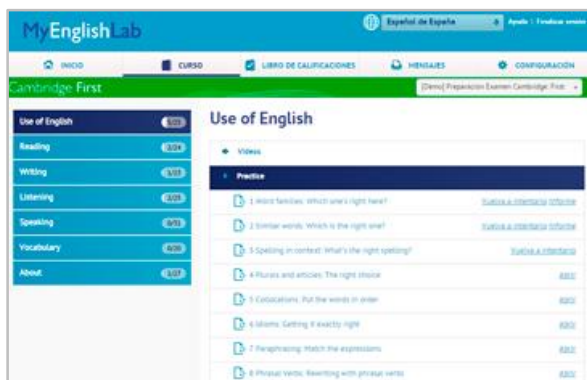 MyEnglishLab
Español de España
Ayuda | Finalizar sesión
INICIO
CURSO
LIBRO DE CALIFICACIONES
MENSAJES
CONFIGURACIÓN
Cambridge First
[Demo] Preparación Examen Cambridge First
Use of English
Reading
Writing
Listening
Speaking
Vocabulary
About
Use of English
Videos
Practice
1 Word families: Which one's right here? Vuelva a intentarlo Informe
2 Similar words: Which is the right one? Vuelva a intentarlo Informe
3 Spelling in context: What's the right spelling? Vuelva a intentarlo
4 Plurals and articles: The right choice Abrir
5 Collocations: Put the words in order Abrir
6 Idioms: Getting it exactly right Abrir
7 Paraphrasing: Match the expressions Abrir
8 Phrasal Verbs: Rewriting with phrasal verbs Abrir